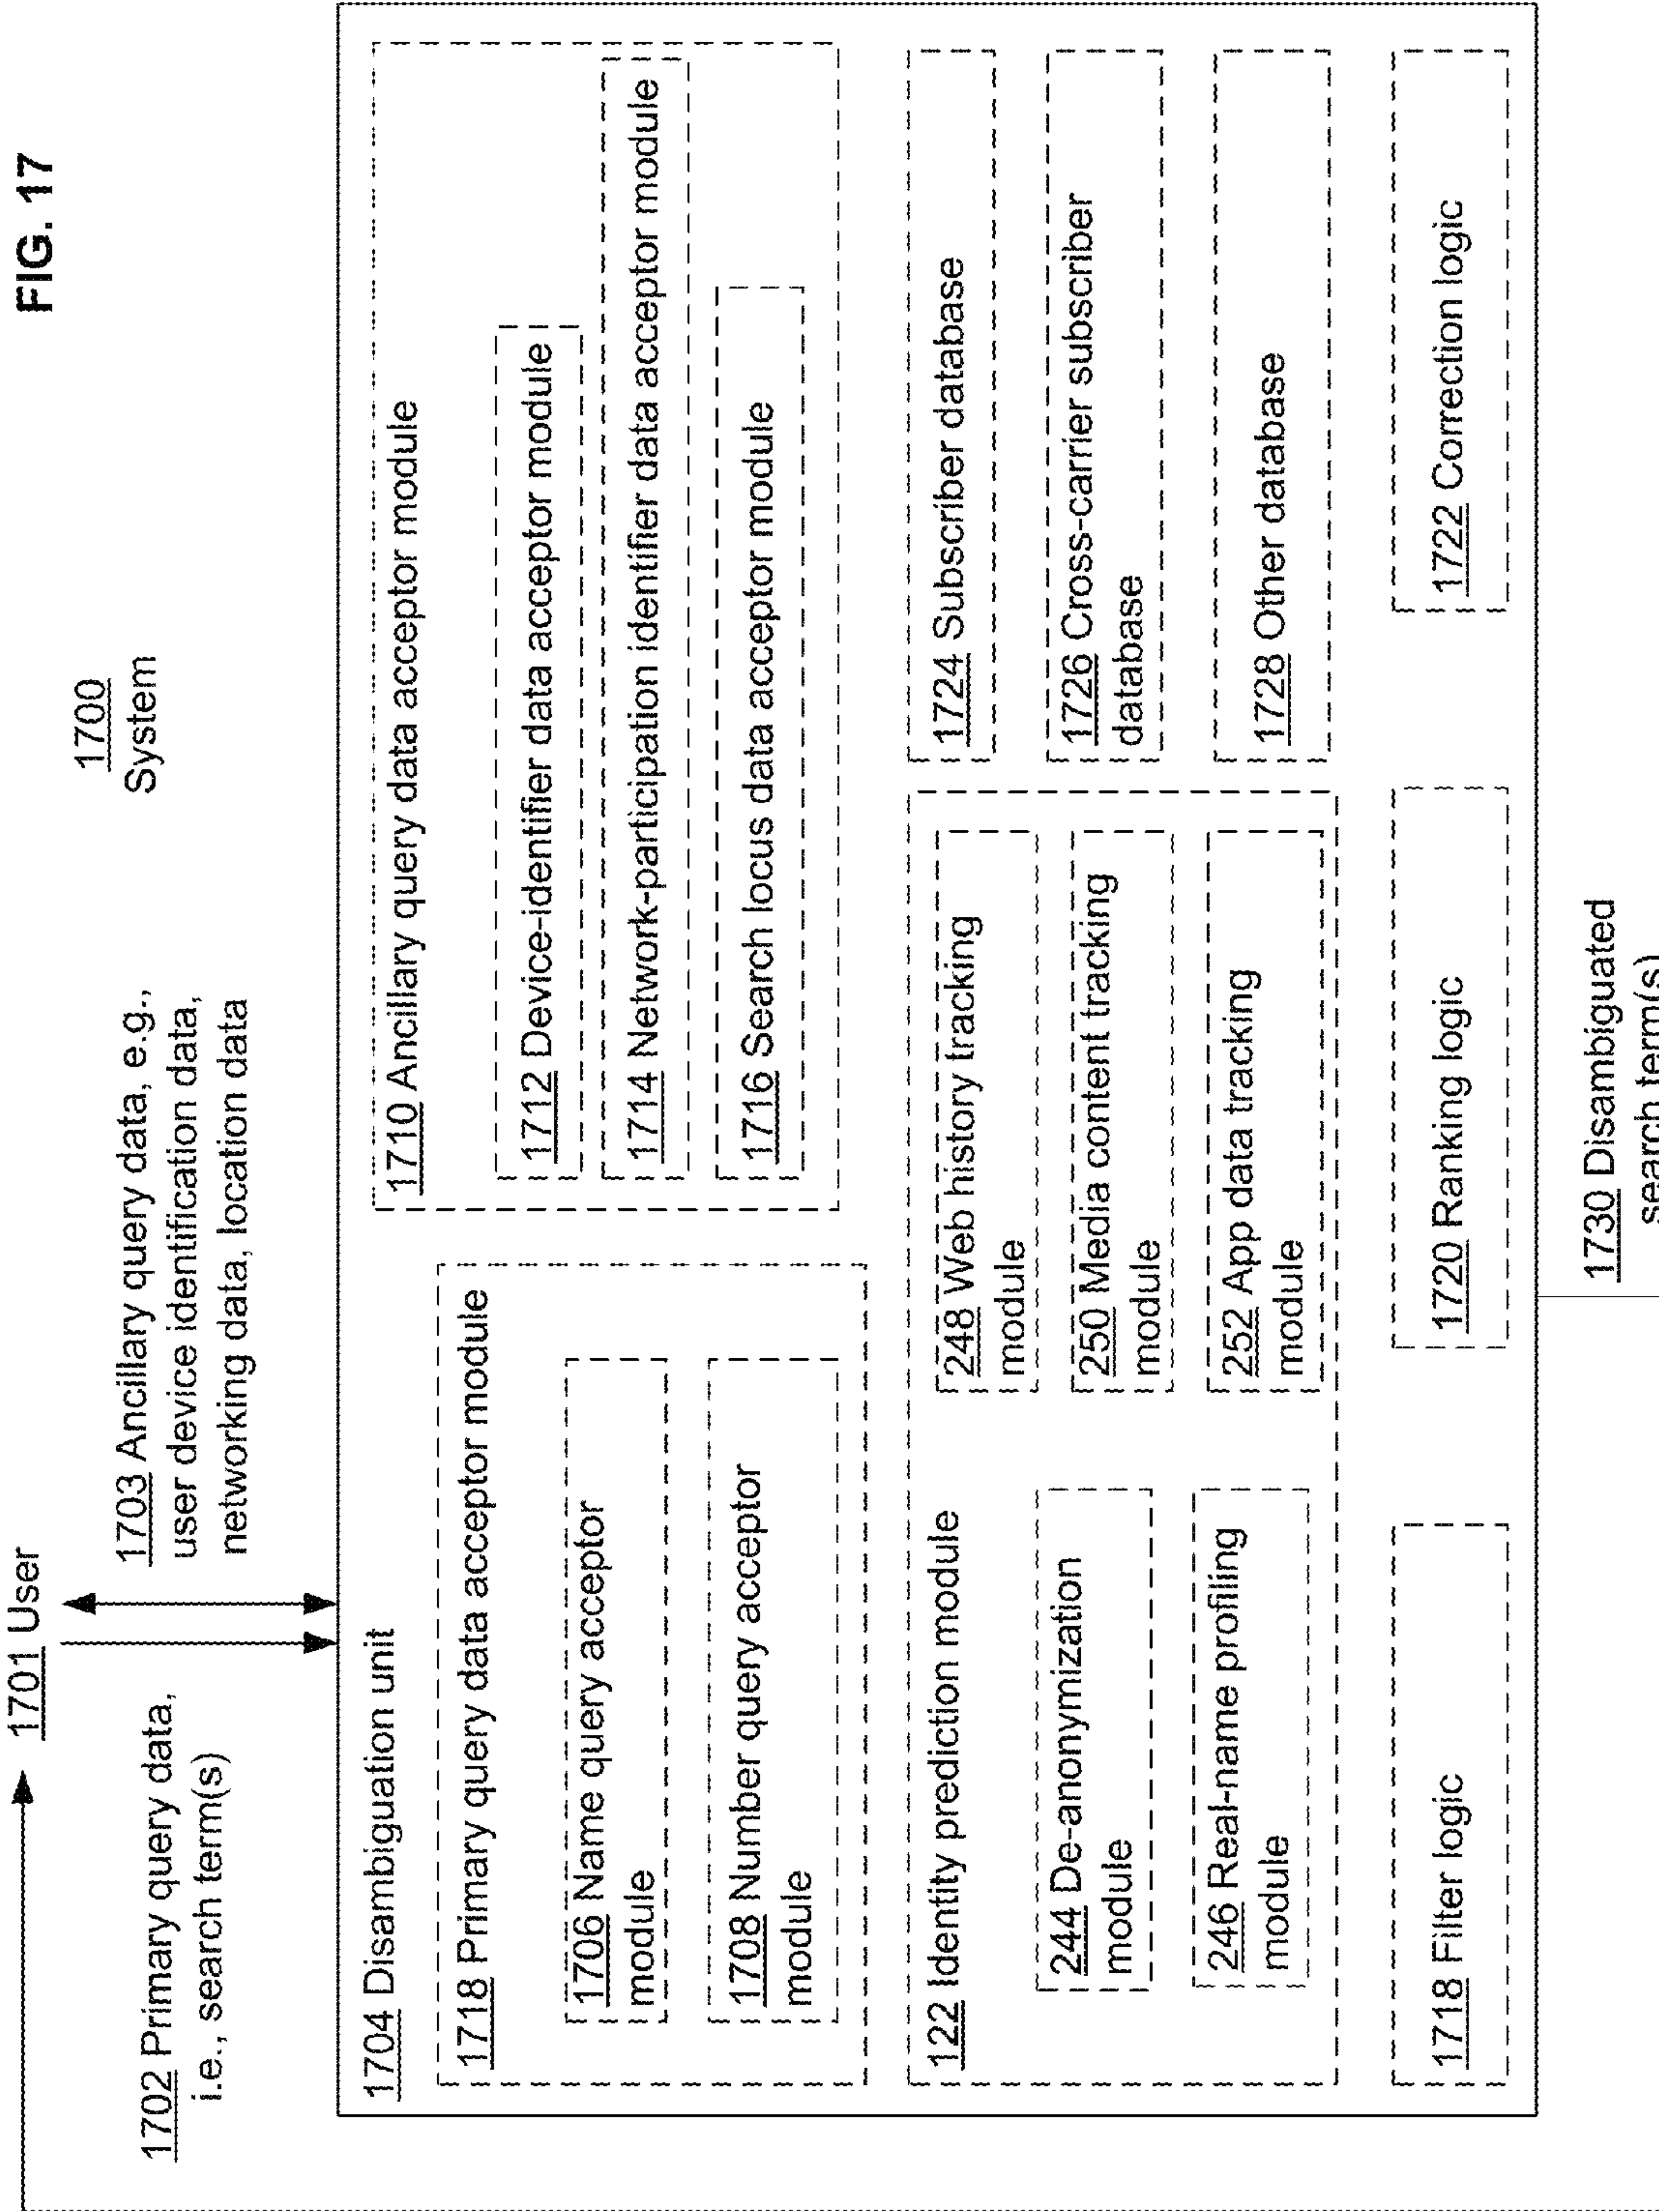 FIG. 17
1700
System
1701 User
1702 Primary query data,
i.e., search term(s)
1703 Ancillary query data, e.g.,
user device identification data,
networking data, location data
1704 Disambiguation unit
1718 Primary query data acceptor module
1706 Name query acceptor
module
1708 Number query acceptor
module
1710 Ancillary query data acceptor module
1712 Device-identifier data acceptor module
1714 Network-participation identifier data acceptor module
1716 Search locus data acceptor module
122 Identity prediction module
244 De-anonymization
module
246 Real-name profiling
module
248 Web history tracking
module
250 Media content tracking
module
252 App data tracking
module
1724 Subscriber database
1726 Cross-carrier subscriber
database
1728 Other database
1718 Filter logic
1720 Ranking logic
1722 Correction logic
1730 Disambiguated
search term(s)